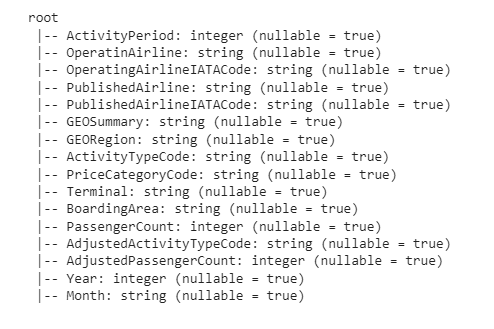 root
 |-- ActivityPeriod: integer (nullable = true)
 |-- OperatinAirline: string (nullable = true)
 |-- OperatingAirlineIATACode: string (nullable = true)
 |-- PublishedAirline: string (nullable = true)
 |-- PublishedAirlineIATACode: string (nullable = true)
 |-- GEOSummary: string (nullable = true)
 |-- GEORegion: string (nullable = true)
 |-- ActivityTypeCode: string (nullable = true)
 |-- PriceCategoryCode: string (nullable = true)
 |-- Terminal: string (nullable = true)
 |-- BoardingArea: string (nullable = true)
 |-- PassengerCount: integer (nullable = true)
 |-- AdjustedActivityTypeCode: string (nullable = true)
 |-- AdjustedPassengerCount: integer (nullable = true)
 |-- Year: integer (nullable = true)
 |-- Month: string (nullable = true)